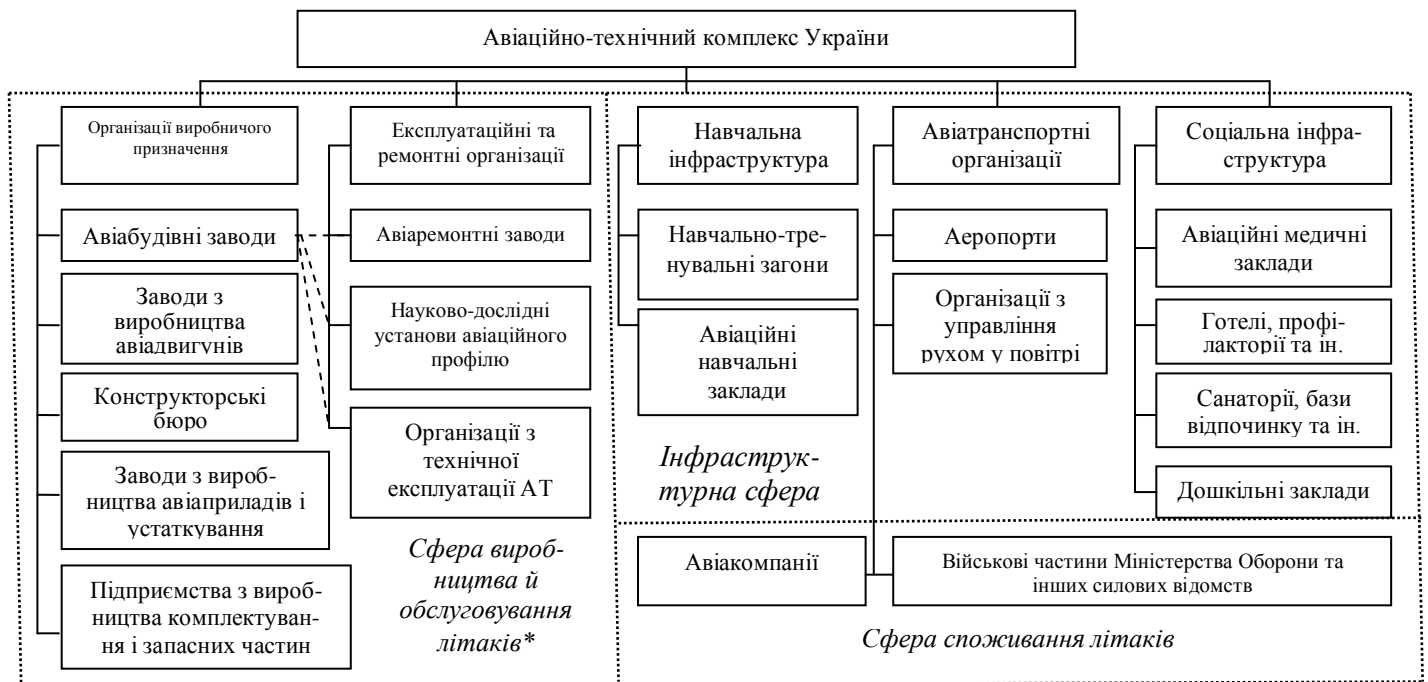 Авіаційно-технічний комплекс України
Організації виробничого
призначення
Авіабудівні заводи
Заводи з
виробництва
авіадвигунів
Конструкторські
бюро
Заводи з вироб-
ництва авіаприладів і
устаткування
Підприємства з вироб-
ництва комплектуван-
ня і запасних частин
Експлуатаційні та
ремонтні організації
Авіаремонтні заводи
Науково-дослідні
установи авіаційного
профілю
Організації з
технічної
експлуатації АТ
Сфера вироб-
ництва й
обслуговування
літаків*
Навчальна
інфраструктура
Навчально-тре-
нувальні загони
Авіаційні
навчальні
заклади
Інфраструк-
турна сфера
Авіатранспортні
організації
Аеропорти
Організації з
управління
рухом у повітрі
Соціальна інфра-
структура
Авіаційні медичні
заклади
Готелі, профі-
лакторії та ін.
Санаторії, бази
відпочинку та ін.
Дошкільні заклади
Авіакомпанії
Військові частини Міністерства Оборони та
інших силових відомств
Сфера споживання літаків